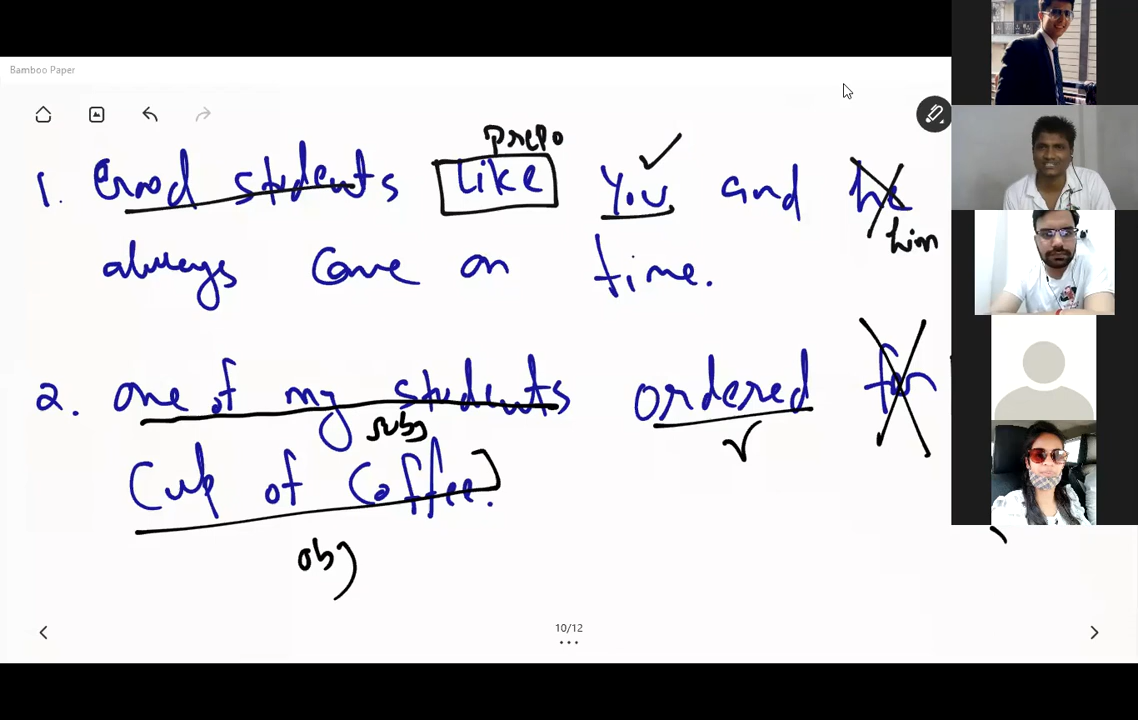 Bamboo Paper
prepo
1. Good students Like You and he
him
always come on time.
2. one of my students ordered for
subj
Cup of Coffee.
obj
10/12